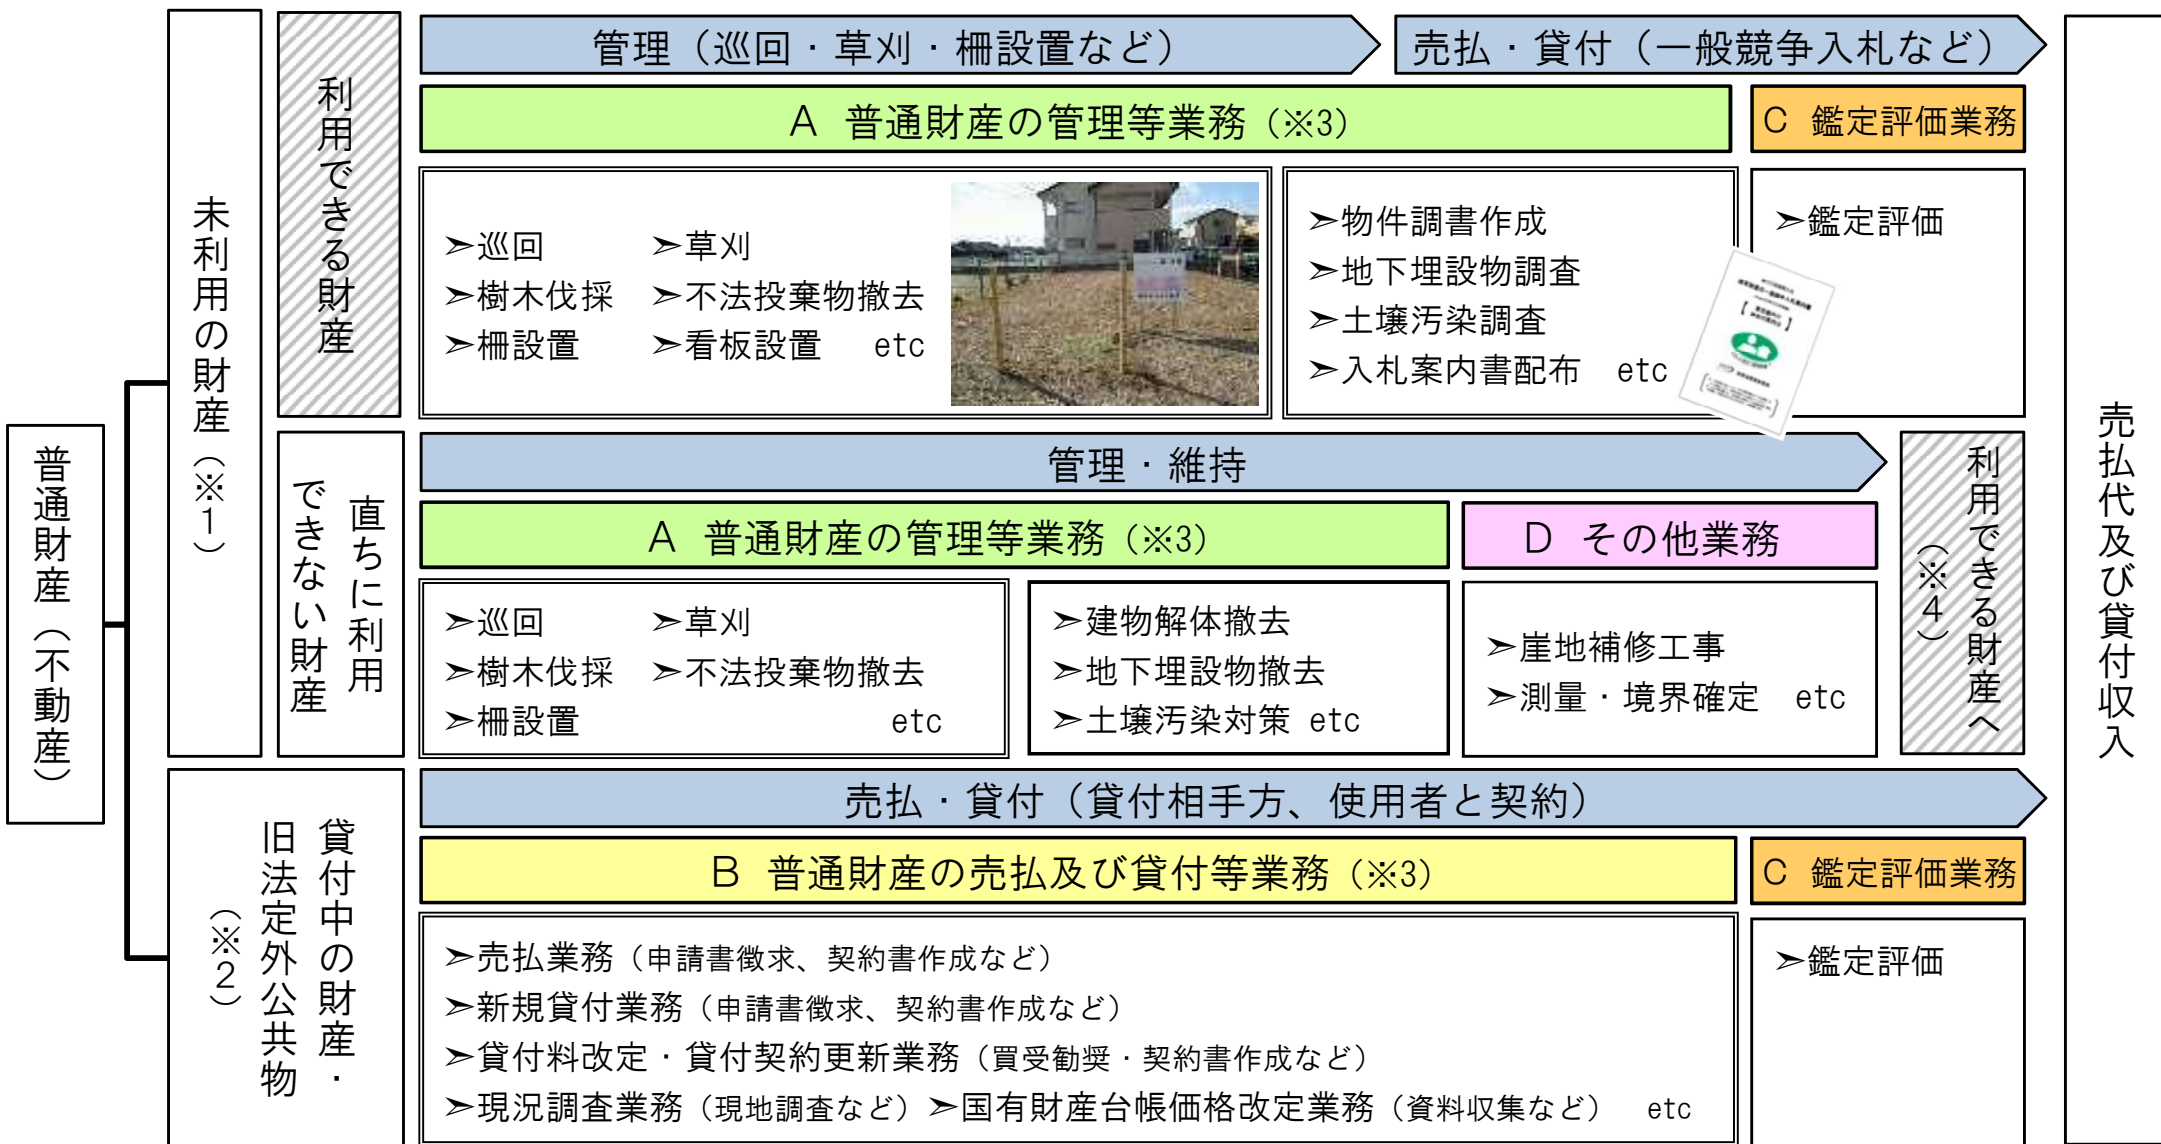 普通財産（不動産）
未利用の財産（※１）
利用できる財産
管理（巡回・草刈・柵設置など）
売払・貸付（一般競争入札など）
A 普通財産の管理等業務（※3）
C 鑑定評価業務
➣巡回 ➣草刈
➣樹木伐採 ➣不法投棄物撤去
➣柵設置 ➣看板設置 etc
➣物件調書作成
➣地下埋設物調査
➣土壌汚染調査
➣入札案内書配布 etc
➣鑑定評価
直ちに利用
できない財産
管理・維持
A 普通財産の管理等業務（※3）
D その他業務
➣巡回 ➣草刈
➣樹木伐採 ➣不法投棄物撤去
➣柵設置 etc
➣建物解体撤去
➣地下埋設物撤去
➣土壌汚染対策 etc
➣崖地補修工事
➣測量・境界確定 etc
利用できる財産へ
（※４）
貸付中の財産・
旧法定外公共物
（※２）
売払・貸付（貸付相手方、使用者と契約）
B 普通財産の売払及び貸付等業務（※3）
C 鑑定評価業務
➣売払業務（申請書徴求、契約書作成など）
➣新規貸付業務（申請書徴求、契約書作成など）
➣貸付料改定・貸付契約更新業務（買受勧奨・契約書作成など）
➣現況調査業務（現地調査など）➣国有財産台帳価格改定業務（資料収集など） etc
➣鑑定評価
売払代及び貸付収入